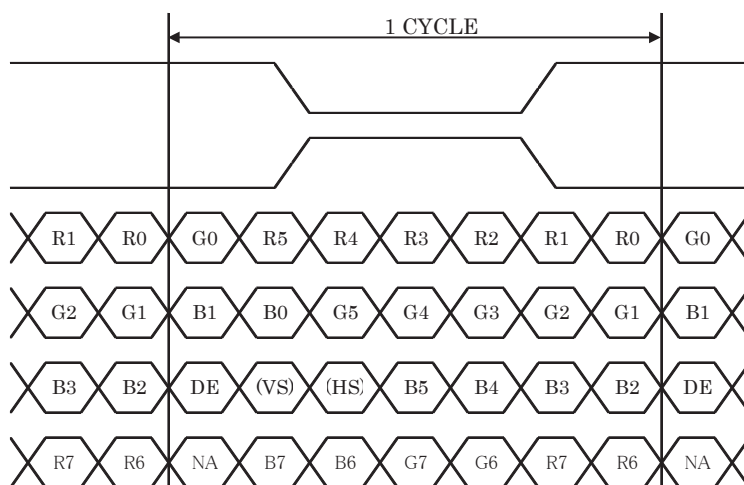 1 CYCLE
R1 R0 G0 R5 R4 R3 R2 R1 R0 G0
G2 G1 B1 B0 G5 G4 G3 G2 G1 B1
B3 B2 DE (VS) (HS) B5 B4 B3 B2 DE
R7 R6 NA B7 B6 G7 G6 R7 R6 NA